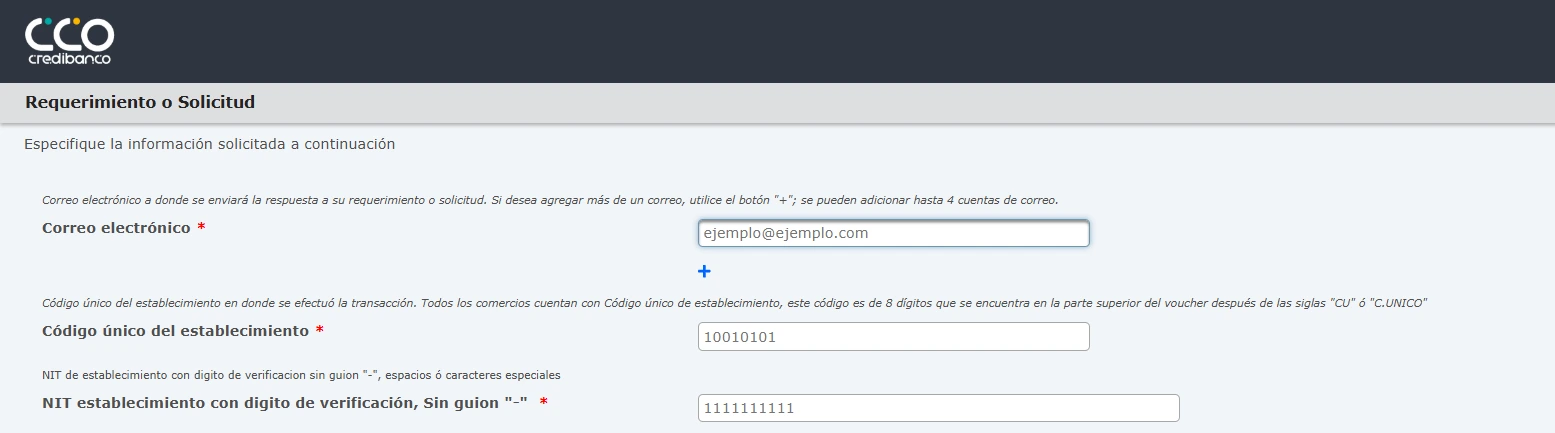 CCO
credibanco
Requerimiento o Solicitud
Especifique la información solicitada a continuación
Correo electrónico a donde se enviará la respuesta a su requerimiento o solicitud. Si desea agregar más de un correo, utilice el botón "+"; se pueden adicionar hasta 4 cuentas de correo.
Correo electrónico *
ejemplo@ejemplo.com
+
Código único del establecimiento en donde se efectuó la transacción. Todos los comercios cuentan con Código único de establecimiento, este código es de 8 dígitos que se encuentra en la parte superior del voucher después de las siglas "CU" ó "C.UNICO"
Código único del establecimiento *
10010101
NIT de establecimiento con digito de verificacion sin guion "-", espacios ó caracteres especiales
NIT establecimiento con digito de verificación, Sin guion "-" *
1111111111